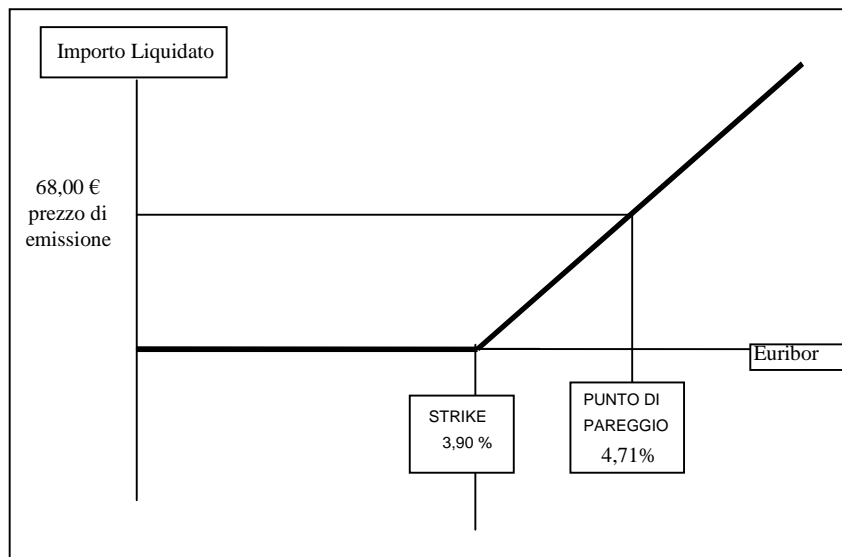 Importo Liquidato
68,00 €
prezzo di
emissione
Euribor
STRIKE
3,90 %
PUNTO DI
PAREGGIO
4,71%